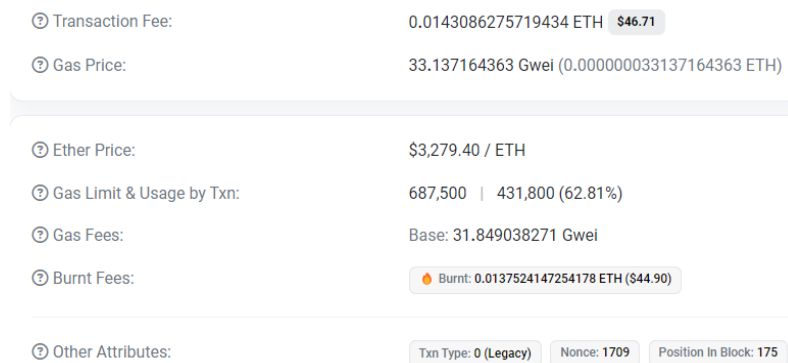 Transaction Fee: 0.0143086275719434 ETH $46.71
Gas Price: 33.137164363 Gwei (0.000000033137164363 ETH)
Ether Price: $3,279.40 / ETH
Gas Limit & Usage by Txn: 687,500 | 431,800 (62.81%)
Gas Fees: Base: 31.849038271 Gwei
Burnt Fees: 🔥 Burnt: 0.0137524147254178 ETH ($44.90)
Other Attributes: Txn Type: 0 (Legacy) Nonce: 1709 Position In Block: 175